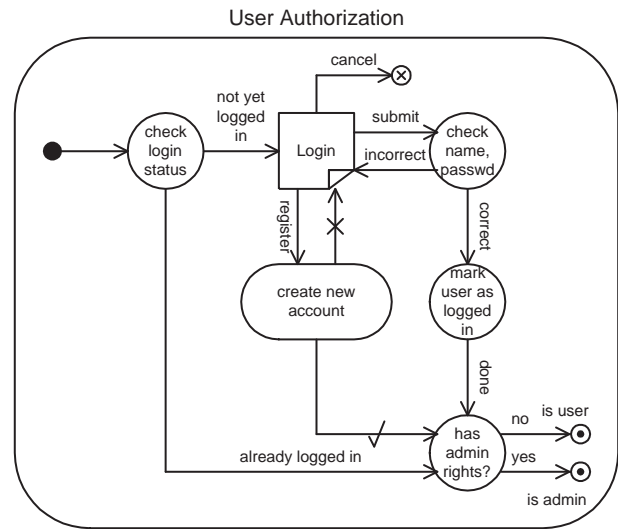 User Authorization
cancel
not yet
logged
in
submit
check
login
status
Login
check
name,
passwd
incorrect
register
correct
create new
account
mark
user as
logged
in
done
no
is user
has
admin
rights?
already logged in
yes
is admin